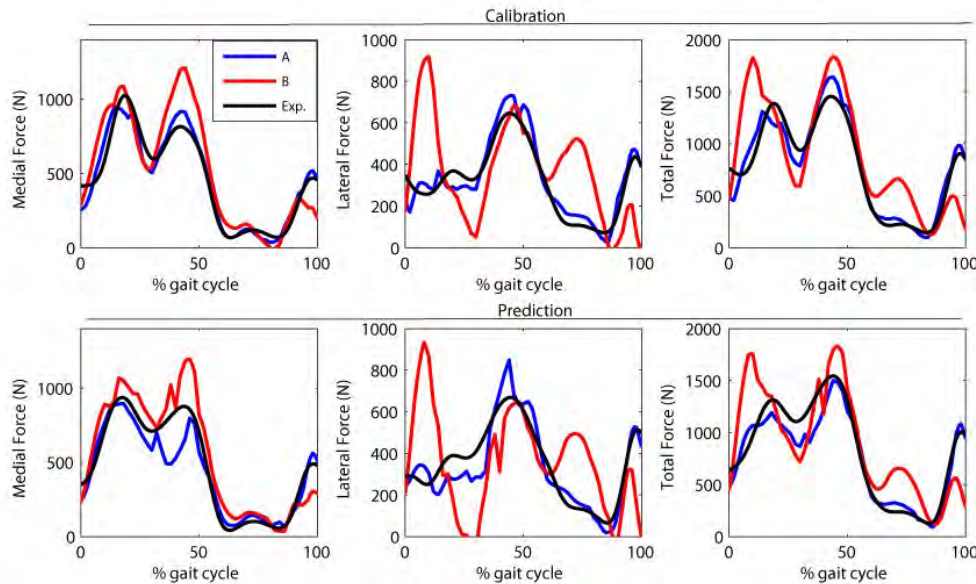 Calibration
Medial Force (N)
1000
500
0
0
50
100
% gait cycle
A
B
Exp.
Lateral Force (N)
1000
800
600
400
200
0
0
50
100
% gait cycle
Total Force (N)
2000
1500
1000
500
0
0
50
100
% gait cycle
Prediction
Medial Force (N)
1000
500
0
0
50
100
% gait cycle
Lateral Force (N)
1000
800
600
400
200
0
0
50
100
% gait cycle
Total Force (N)
2000
1500
1000
500
0
0
50
100
% gait cycle